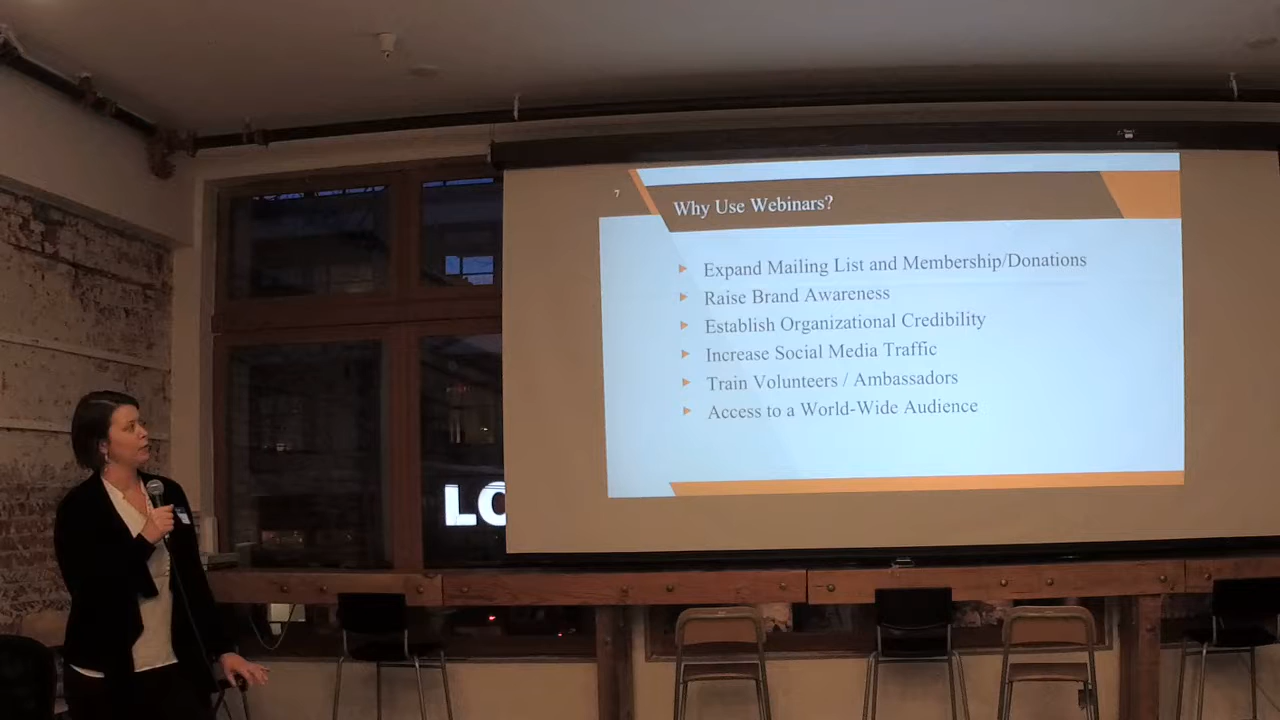 7
Why Use Webinars?
Expand Mailing List and Membership/Donations
Raise Brand Awareness
Establish Organizational Credibility
Increase Social Media Traffic
Train Volunteers / Ambassadors
Access to a World-Wide Audience
LO